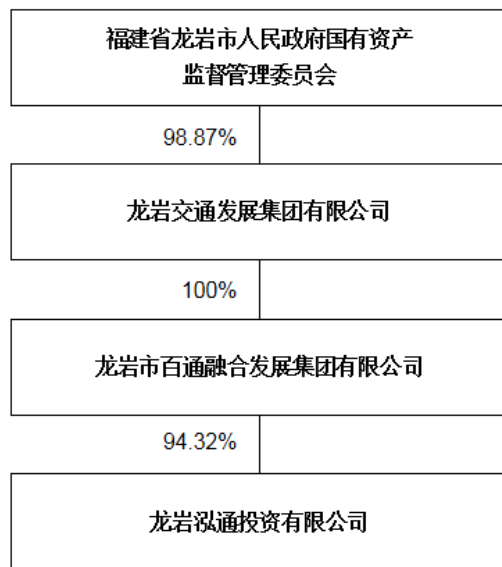 福建省龙岩市人民政府国有资产
监督管理委员会
98.87%
龙岩交通发展集团有限公司
100%
龙岩市百通融合发展集团有限公司
94.32%
龙岩泓通投资有限公司